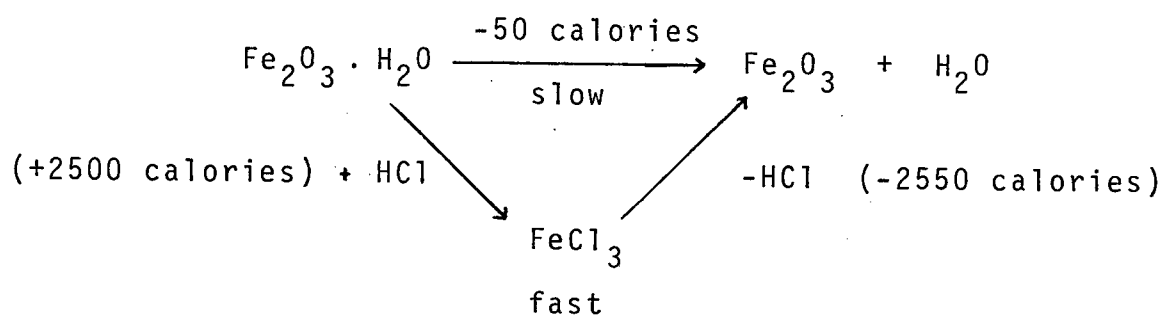 -50 calories
Fe₂O₃ . H₂O Fe₂O₃ + H₂O
slow
(+2500 calories) + HCl -HCl (-2550 calories)
FeCl₃
fast